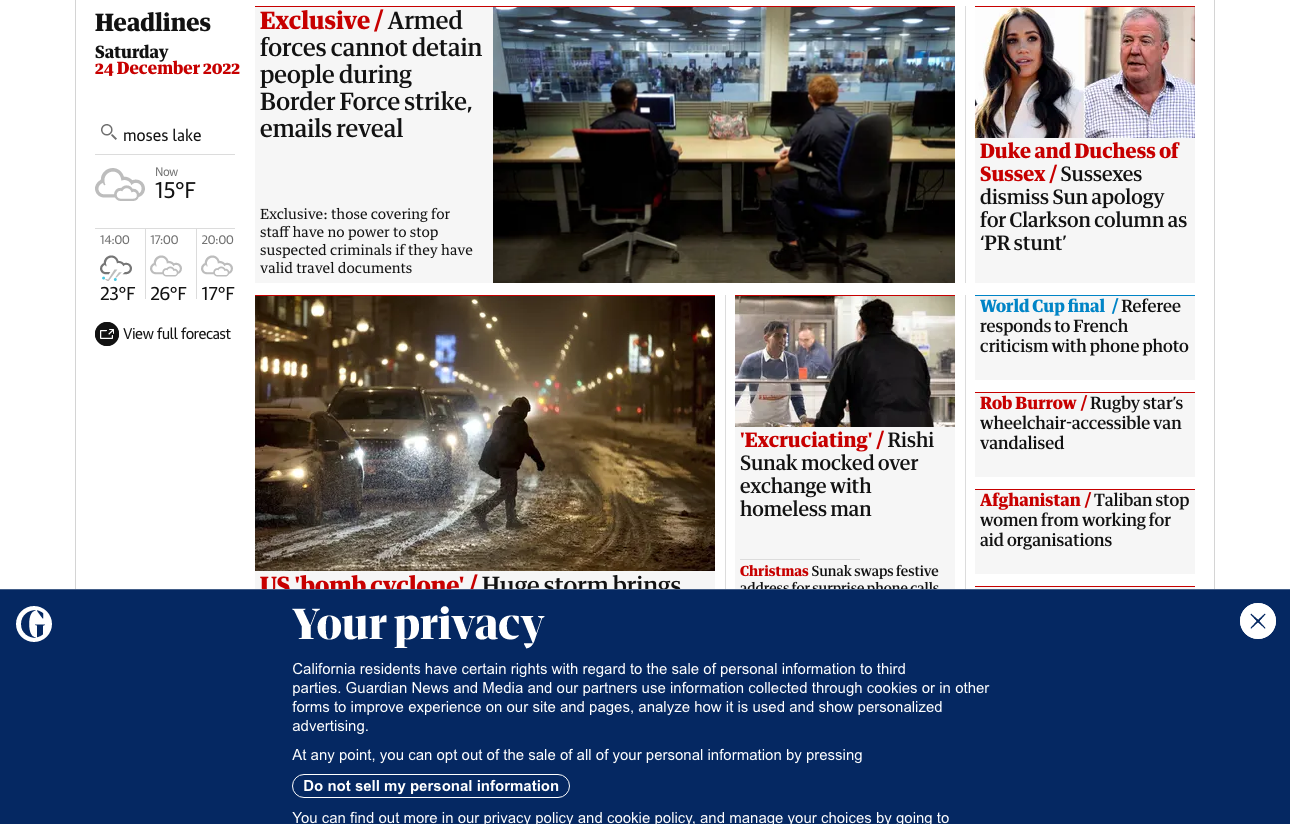 Headlines
Saturday
24 December 2022
moses lake
Now
15°F
14:00 17:00 20:00
23°F 26°F 17°F
View full forecast
Exclusive / Armed
forces cannot detain
people during
Border Force strike,
emails reveal
Exclusive: those covering for
staff have no power to stop
suspected criminals if they have
valid travel documents
Duke and Duchess of
Sussex / Sussexes
dismiss Sun apology
for Clarkson column as
‘PR stunt’
US 'bomb cyclone' / Huge storm brings
'Excruciating' / Rishi
Sunak mocked over
exchange with
homeless man
Christmas Sunak swaps festive
address for surprise phone calls
World Cup final / Referee
responds to French
criticism with phone photo
Rob Burrow / Rugby star’s
wheelchair-accessible van
vandalised
Afghanistan / Taliban stop
women from working for
aid organisations
G
Your privacy
California residents have certain rights with regard to the sale of personal information to third
parties. Guardian News and Media and our partners use information collected through cookies or in other
forms to improve experience on our site and pages, analyze how it is used and show personalized
advertising.
At any point, you can opt out of the sale of all of your personal information by pressing
Do not sell my personal information
You can find out more in our privacy policy and cookie policy, and manage your choices by going to